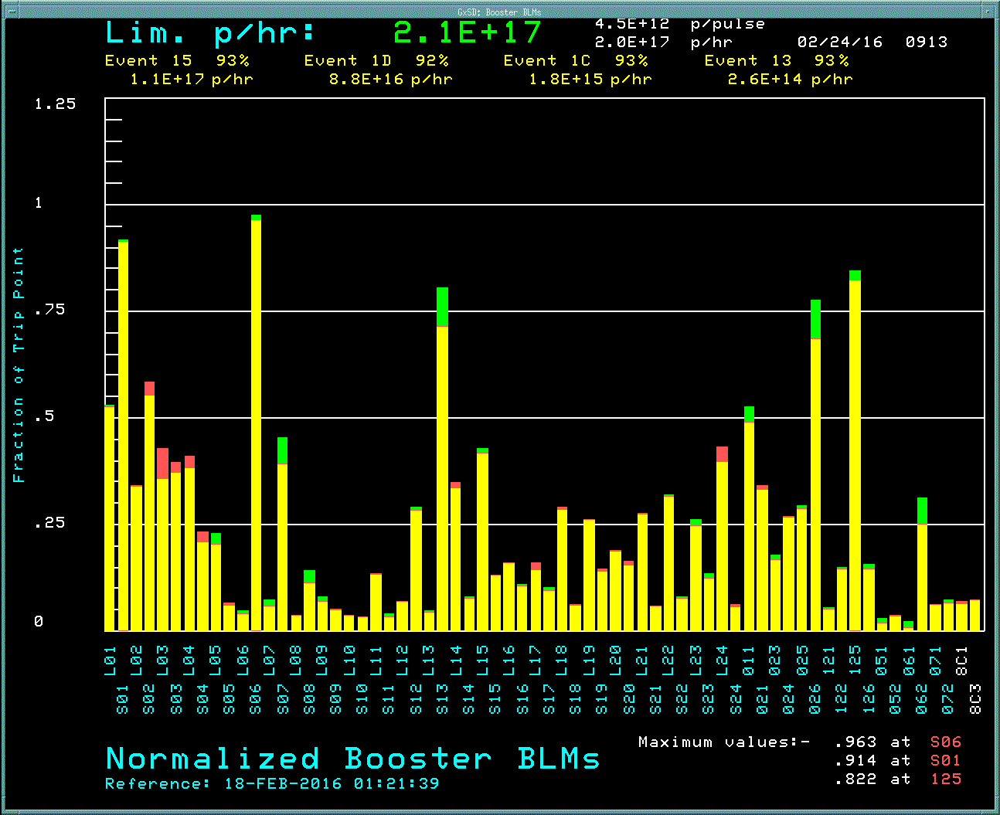 GxSD: Booster BLMs
Lim. p/hr: 2.1E+17
4.5E+12 p/pulse
2.0E+17 p/hr 02/24/16 0913
Event 15 93% Event 1D 92% Event 1C 93% Event 13 93%
1.1E+17 p/hr 8.8E+16 p/hr 1.8E+15 p/hr 2.6E+14 p/hr
1.25
1
.75
.5
.25
0
Fraction of Trip Point
L01 L02 L03 L04 L05 L06 L07 L08 L09 L10 L11 L12 L13 L14 L15 L16 L17 L18 L19 L20 L21 L22 L23 L24 011 023 025 121 125 051 061 071 8C1
S01 S02 S03 S04 S05 S06 S07 S08 S09 S10 S11 S12 S13 S14 S15 S16 S17 S18 S19 S20 S21 S22 S23 S24 021 024 026 122 126 052 062 072 8C3
Normalized Booster BLMs
Reference: 18-FEB-2016 01:21:39
Maximum values:- .963 at S06
.914 at S01
.822 at 125